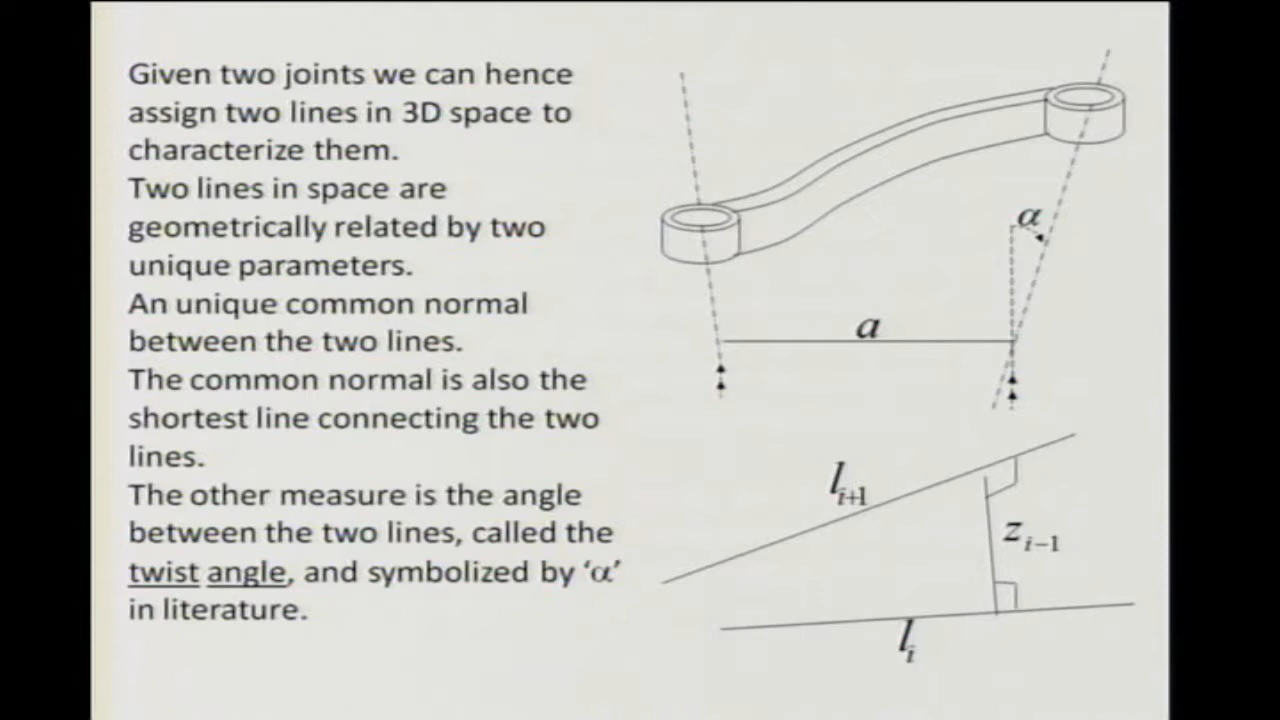 Given two joints we can hence
assign two lines in 3D space to
characterize them.
Two lines in space are
geometrically related by two
unique parameters.
An unique common normal
between the two lines.
The common normal is also the
shortest line connecting the two
lines.
The other measure is the angle
between the two lines, called the
twist angle, and symbolized by ‘α’
in literature.
α
a
l_{i+1}
z_{i−1}
l_i